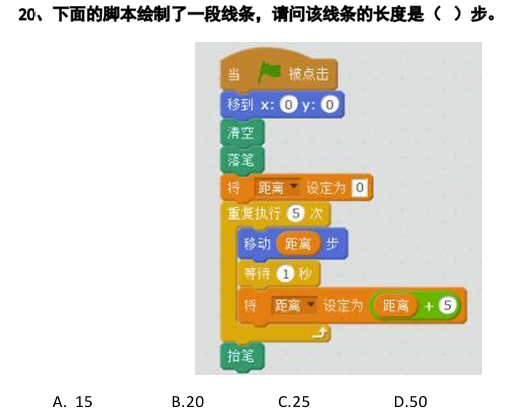 20、下面的脚本绘制了一段线条，请问该线条的长度是（ ）步。
当 被点击
移到 x: 0 y: 0
清空
落笔
将 距离 设定为 0
重复执行 5 次
移动 距离 步
等待 1 秒
将 距离 设定为 距离 + 5
抬笔
A. 15 B.20 C.25 D.50